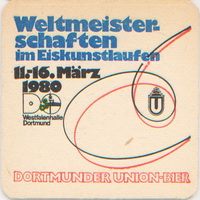 Weltmeister-
schaften
im Eiskunstlaufen
11.-16. März
1980
Westfalenhalle
Dortmund
U
DORTMUNDER UNION-BIER